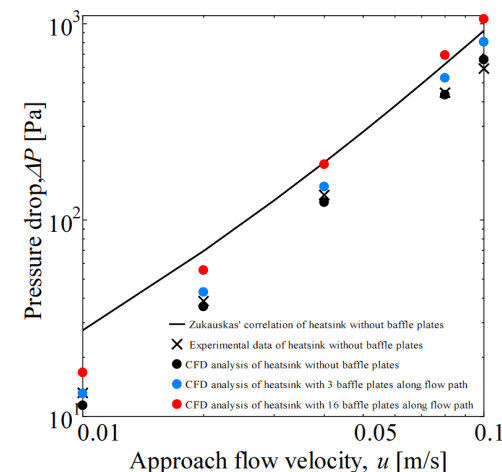 10³
Pressure drop,ΔP [Pa]
10²
— Zukauskas' correlation of heatsink without baffle plates
× Experimental data of heatsink without baffle plates
● CFD analysis of heatsink without baffle plates
● CFD analysis of heatsink with 3 baffle plates along flow path
● CFD analysis of heatsink with 16 baffle plates along flow path
10¹
0.01 0.05 0.1
Approach flow velocity, u [m/s]